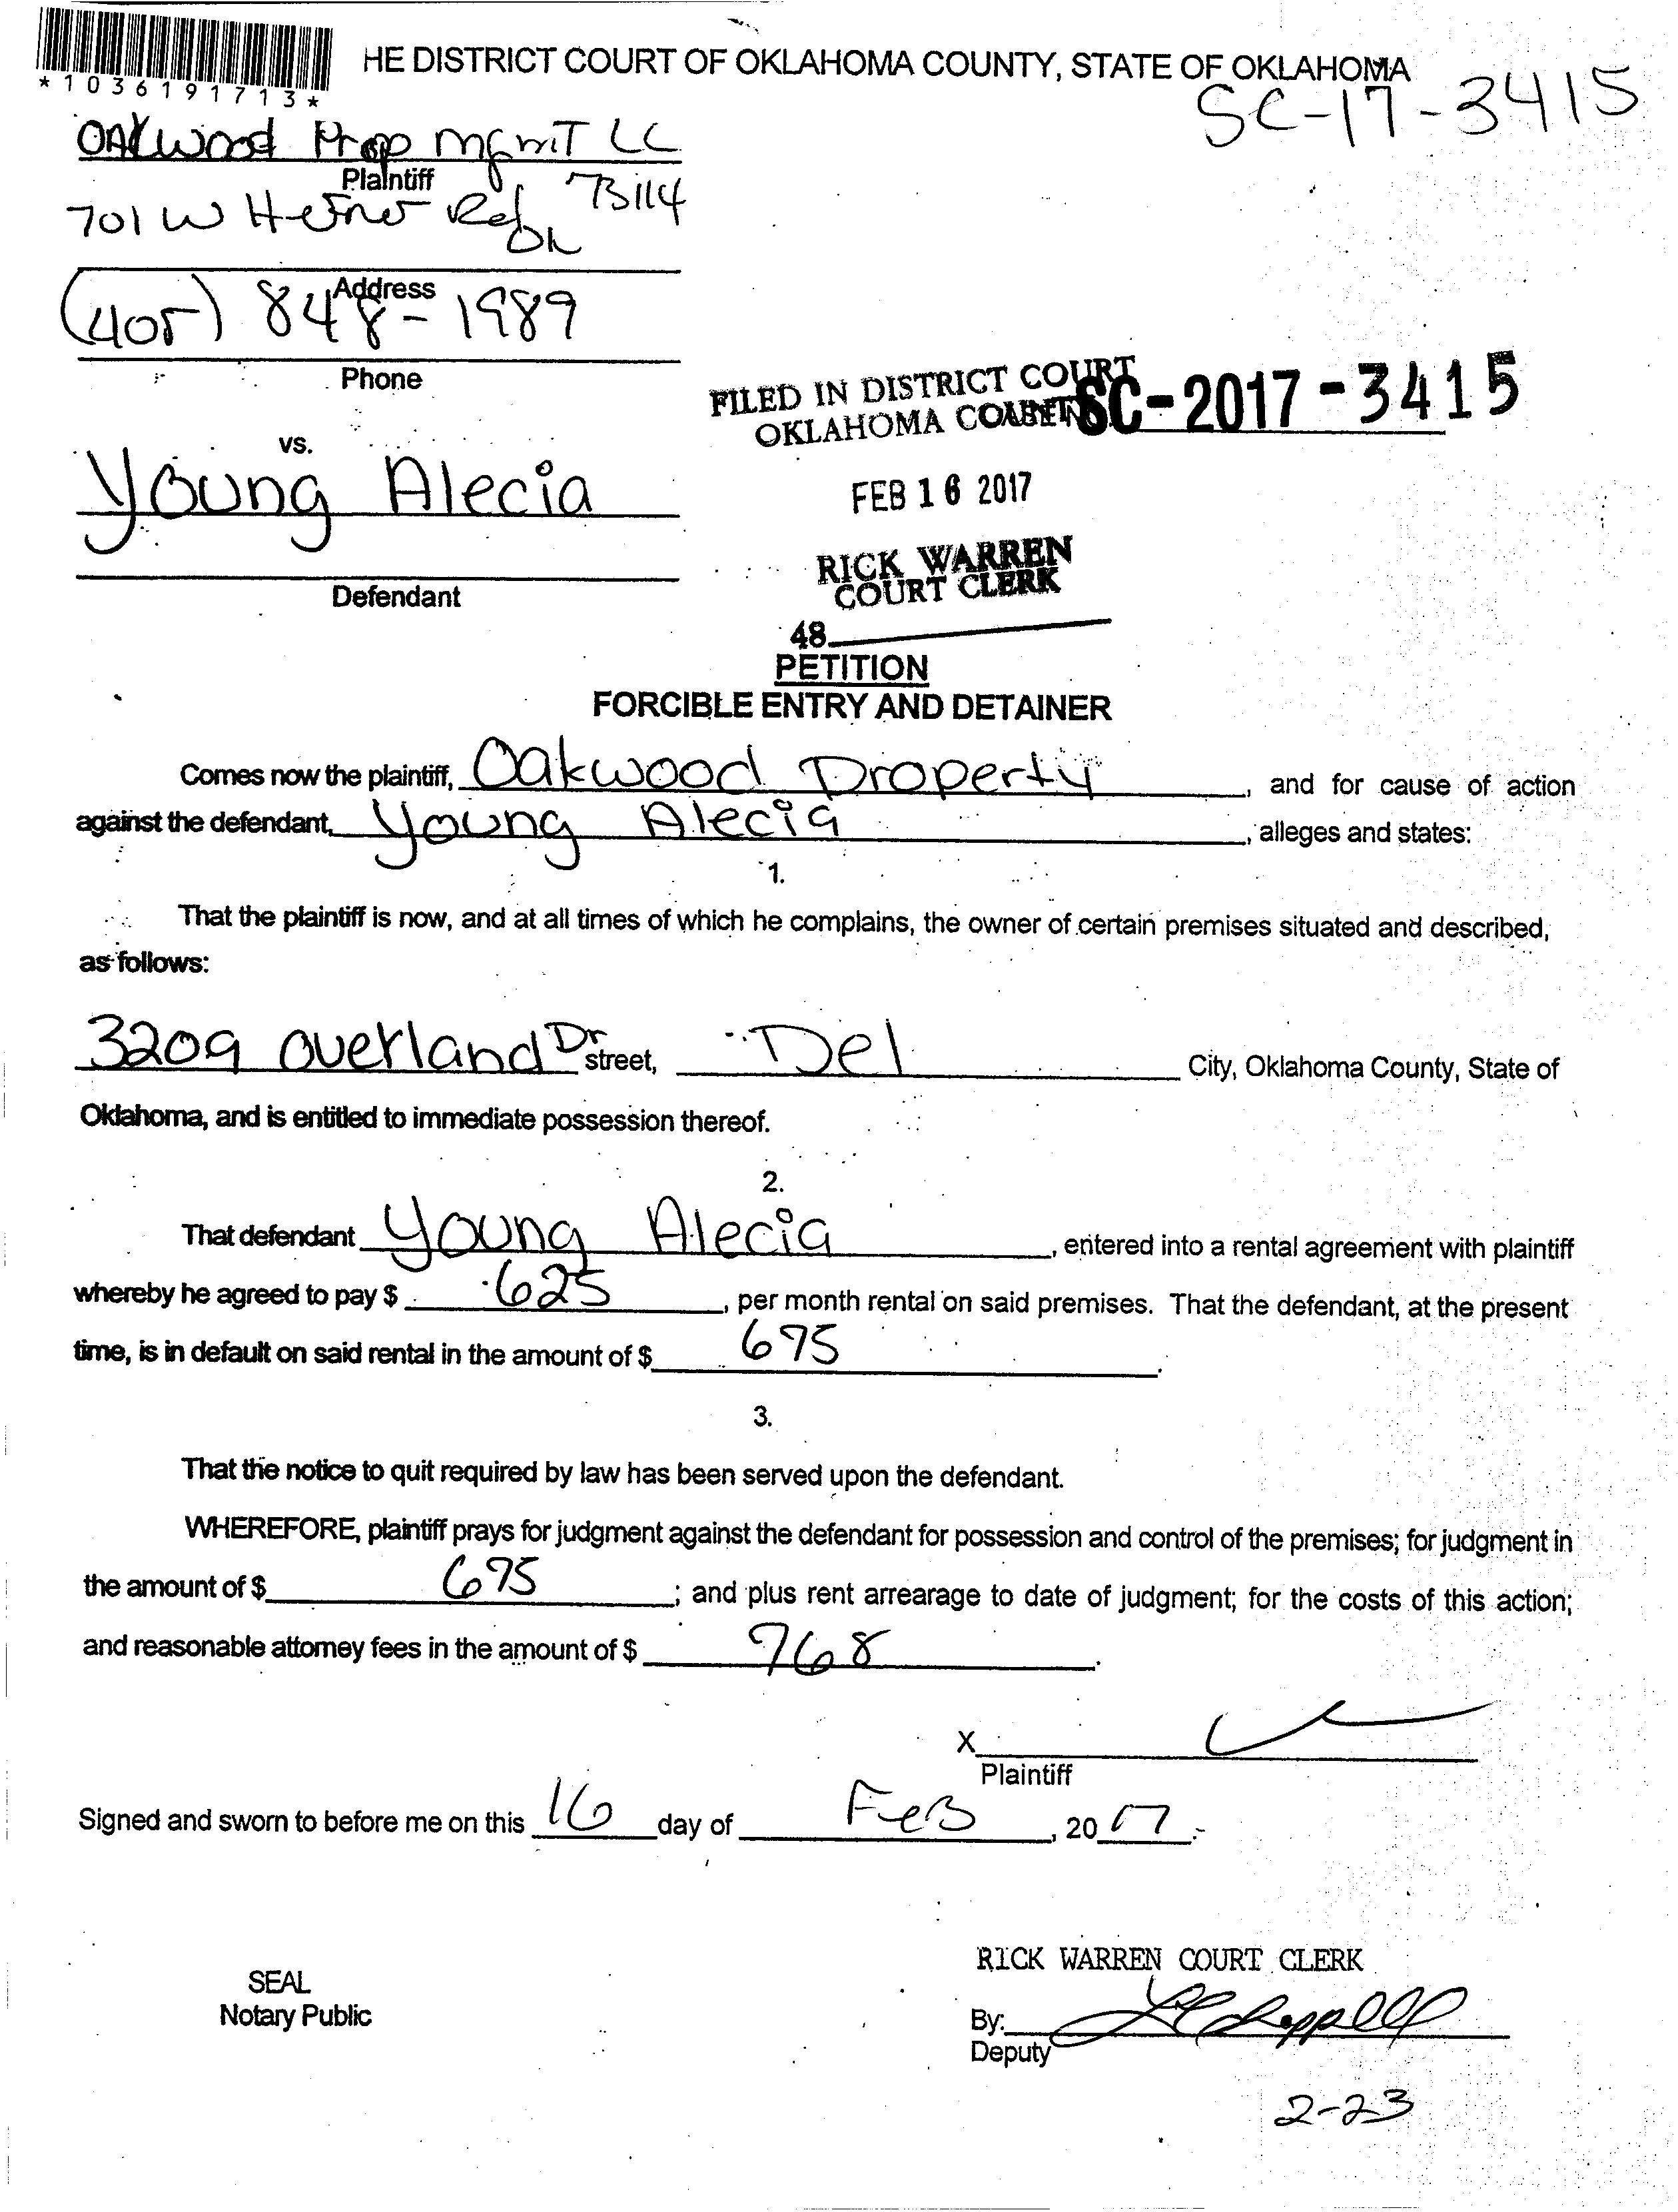 *1036191713*
HE DISTRICT COURT OF OKLAHOMA COUNTY, STATE OF OKLAHOMA
SC-17-3415
Oakwood Prop mgmT LC
Plaintiff
701 W Hefner Rd 73114
OK
Address
(405) 848-1989
Phone
FILED IN DISTRICT COURT
OKLAHOMA COUNTY
SC-2017-3415
vs.
Young Alecia
FEB 16 2017
RICK WARREN
COURT CLERK
Defendant
48
PETITION
FORCIBLE ENTRY AND DETAINER
Comes now the plaintiff, Oakwood Property, and for cause of action
against the defendant, Young Alecia, alleges and states:
1.
That the plaintiff is now, and at all times of which he complains, the owner of certain premises situated and described,
as follows:
3209 Overland Dr street, Del City, Oklahoma County, State of
Oklahoma, and is entitled to immediate possession thereof.
2.
That defendant Young Alecia, entered into a rental agreement with plaintiff
whereby he agreed to pay $ 625, per month rental on said premises. That the defendant, at the present
time, is in default on said rental in the amount of $ 675.
3.
That the notice to quit required by law has been served upon the defendant.
WHEREFORE, plaintiff prays for judgment against the defendant for possession and control of the premises; for judgment in
the amount of $ 675; and plus rent arrearage to date of judgment; for the costs of this action;
and reasonable attorney fees in the amount of $ 768.
X
Plaintiff
Signed and sworn to before me on this 16 day of FeB, 20 17.
RICK WARREN COURT CLERK
SEAL
Notary Public
By:
Deputy
2-23